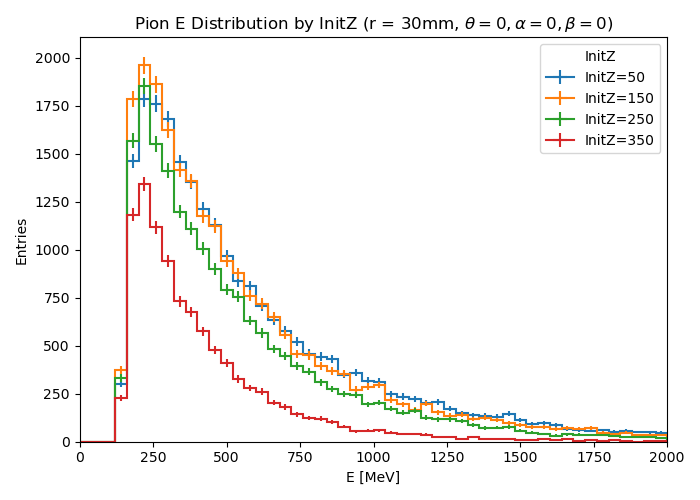 Pion E Distribution by InitZ (r = 30mm, θ = 0, α = 0, β = 0)
InitZ
InitZ=50
InitZ=150
InitZ=250
InitZ=350
Entries
2000
1750
1500
1250
1000
750
500
250
0
0 250 500 750 1000 1250 1500 1750 2000
E [MeV]